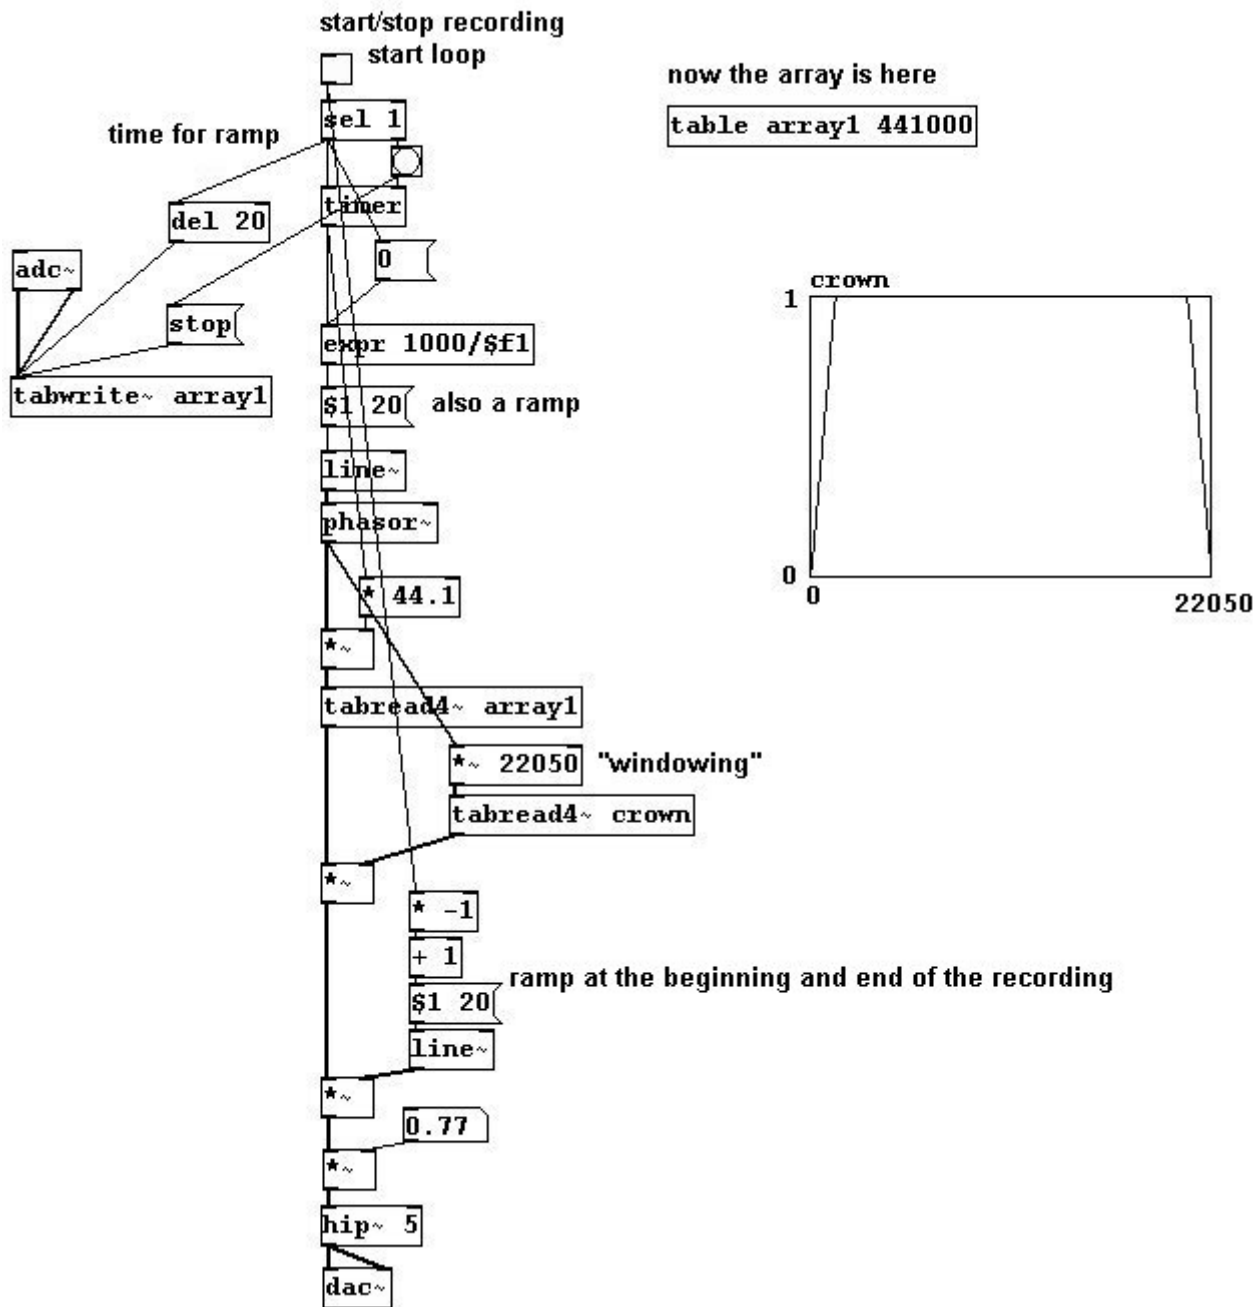 start/stop recording
start loop
now the array is here
sel 1
table array1 441000
time for ramp
timer
del 20
0
adc~
crown
1
stop
expr 1000/$f1
tabwrite~ array1
$1 20
also a ramp
line~
phasor~
0
* 44.1
0
22050
*~
tabread4~ array1
*~ 22050
"windowing"
tabread4~ crown
*~
* -1
+ 1
ramp at the beginning and end of the recording
$1 20
line~
*~
0.77
*~
hip~ 5
dac~